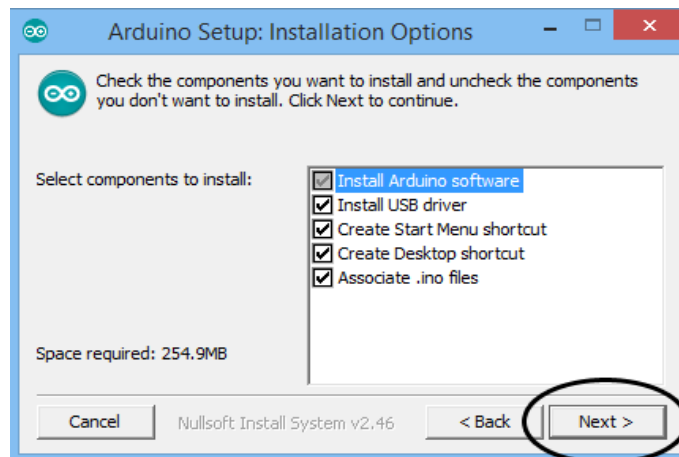 Arduino Setup: Installation Options
Check the components you want to install and uncheck the components
you don't want to install. Click Next to continue.
Select components to install:
Install Arduino software
Install USB driver
Create Start Menu shortcut
Create Desktop shortcut
Associate .ino files
Space required: 254.9MB
Cancel
Nullsoft Install System v2.46
< Back
Next >